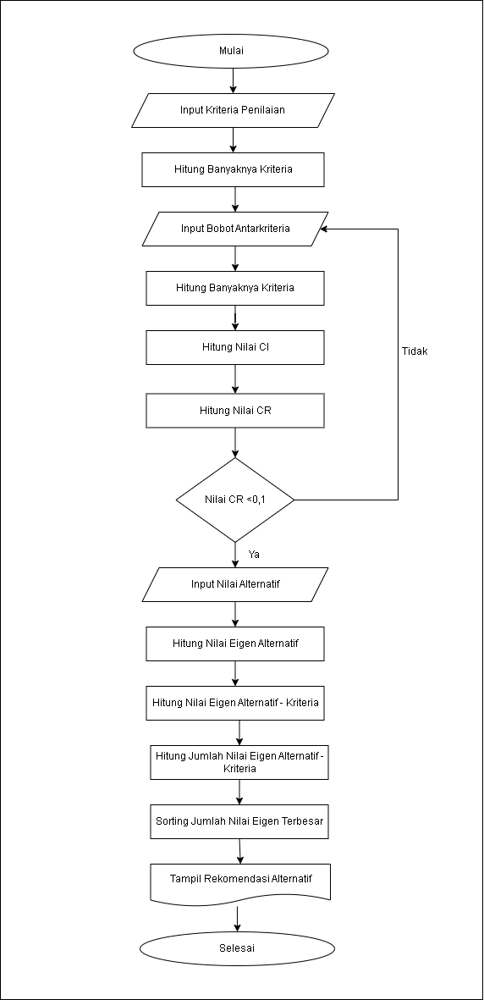 Mulai
Input Kriteria Penilaian
Hitung Banyaknya Kriteria
Input Bobot Antarkriteria
Hitung Banyaknya Kriteria
Hitung Nilai CI
Tidak
Hitung Nilai CR
Nilai CR <0,1
Ya
Input Nilai Alternatif
Hitung Nilai Eigen Alternatif
Hitung Nilai Eigen Alternatif - Kriteria
Hitung Jumlah Nilai Eigen Alternatif -
Kriteria
Sorting Jumlah Nilai Eigen Terbesar
Tampil Rekomendasi Alternatif
Selesai